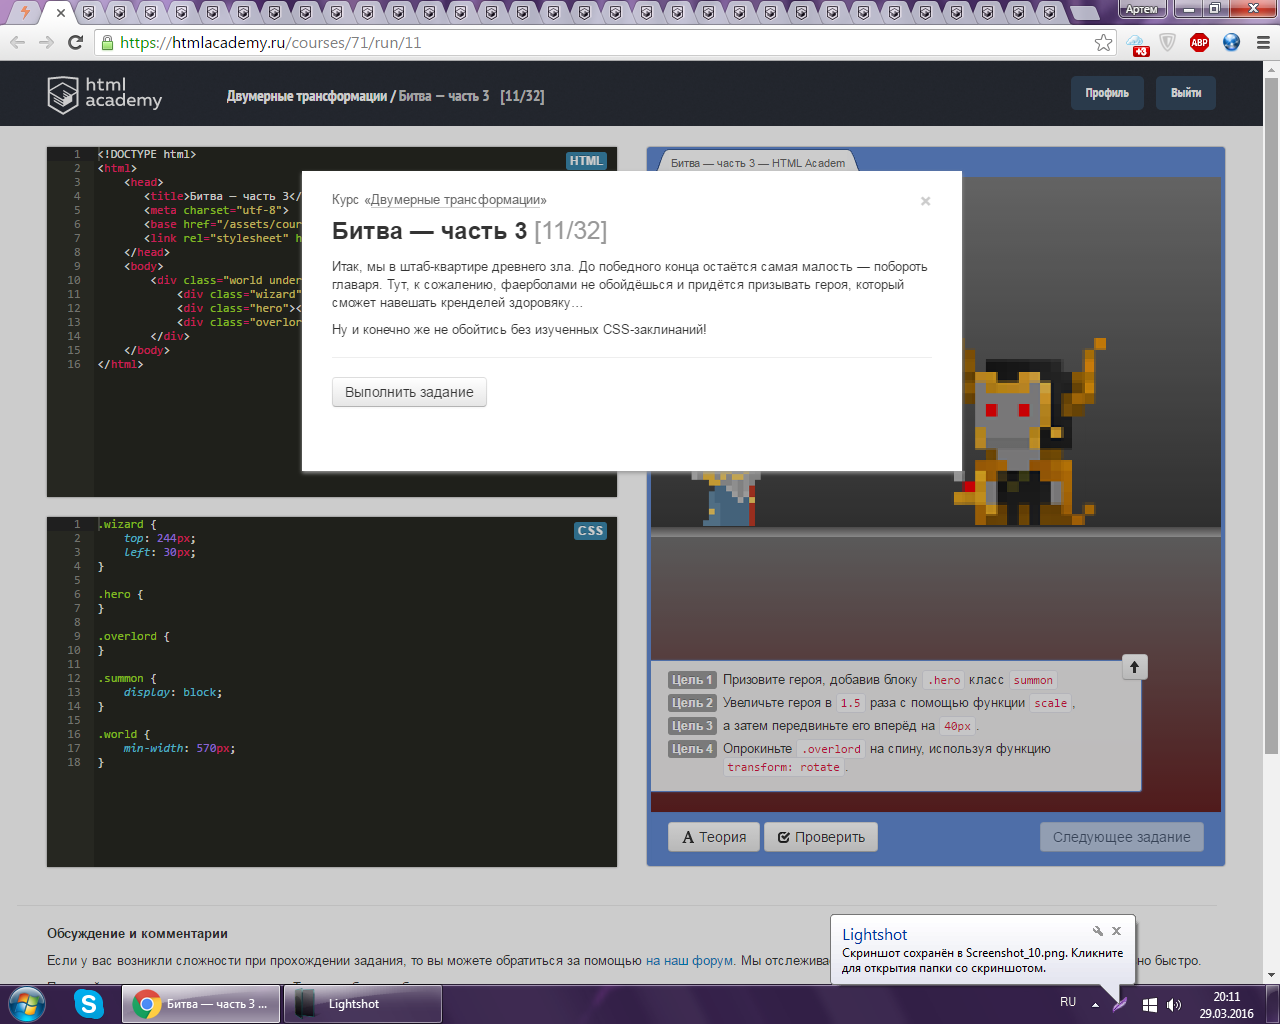 Артем
https://htmlacademy.ru/courses/71/run/11
+3
ABP
html
academy
Двумерные трансформации / Битва — часть 3 [11/32]
Профиль
Выйти
HTML
1 <!DOCTYPE html>
2 <html>
3 <head>
4 <title>Битва — часть 3</
5 <meta charset="utf-8">
6 <base href="/assets/cour
7 <link rel="stylesheet" h
8 </head>
9 <body>
10 <div class="world under
11 <div class="wizard"
12 <div class="hero"><
13 <div class="overlor
14 </div>
15 </body>
16 </html>
Битва — часть 3 — HTML Academ
Курс «Двумерные трансформации»
×
Битва — часть 3 [11/32]
Итак, мы в штаб-квартире древнего зла. До победного конца остаётся самая малость — побороть
главаря. Тут, к сожалению, фаерболами не обойдёшься и придётся призывать героя, который
сможет навешать кренделей здоровяку…
Ну и конечно же не обойтись без изученных CSS-заклинаний!
Выполнить задание
CSS
1 .wizard {
2 top: 244px;
3 left: 30px;
4 }
5
6 .hero {
7 }
8
9 .overlord {
10 }
11
12 .summon {
13 display: block;
14 }
15
16 .world {
17 min-width: 570px;
18 }
Цель 1 Призовите героя, добавив блоку .hero класс summon
Цель 2 Увеличьте героя в 1.5 раза с помощью функции scale,
Цель 3 а затем передвиньте его вперёд на 40px.
Цель 4 Опрокиньте .overlord на спину, используя функцию
transform: rotate.
Теория
Проверить
Следующее задание
Обсуждение и комментарии
Если у вас возникли сложности при прохождении задания, то вы можете обратиться за помощью на наш форум. Мы отслежива
но быстро.
Lightshot
Скриншот сохранён в Screenshot_10.png. Кликните
для открытия папки со скриншотом.
Битва — часть 3 ...
Lightshot
RU
20:11
29.03.2016